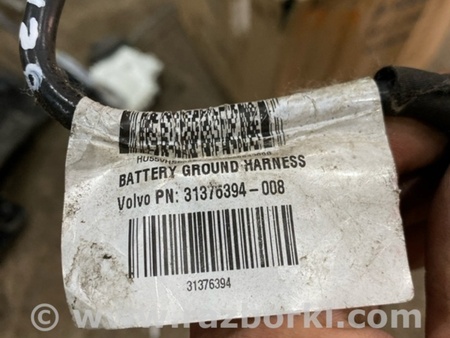 BATTERY GROUND HARNESS
Volvo PN: 31376394-008
31376394
© www.razborki.com